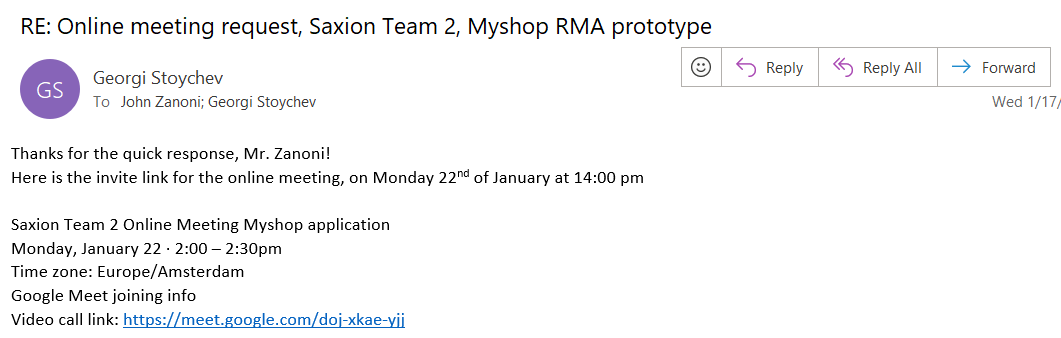 RE: Online meeting request, Saxion Team 2, Myshop RMA prototype
GS
Georgi Stoychev
To John Zanoni; Georgi Stoychev
Reply
Reply All
Forward
Wed 1/17/
Thanks for the quick response, Mr. Zanoni!
Here is the invite link for the online meeting, on Monday 22nd of January at 14:00 pm
Saxion Team 2 Online Meeting Myshop application
Monday, January 22 · 2:00 – 2:30pm
Time zone: Europe/Amsterdam
Google Meet joining info
Video call link: https://meet.google.com/doj-xkae-yjj